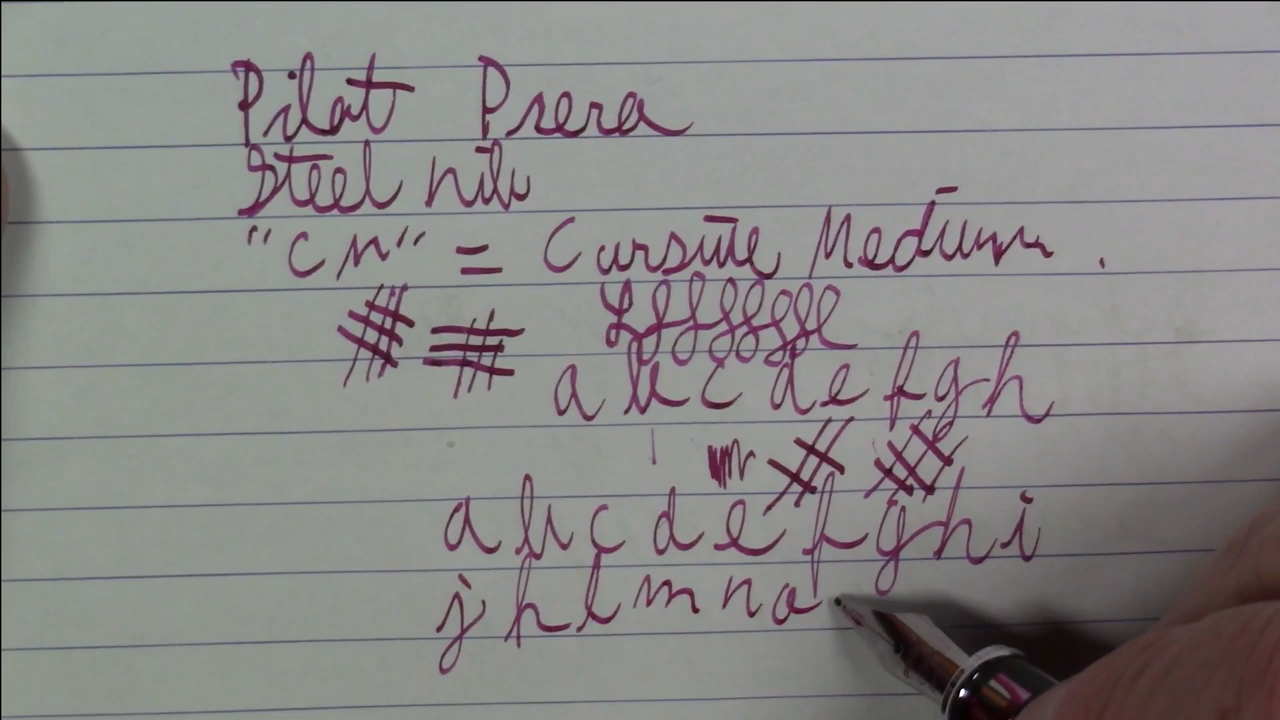 Pilot Prera
Steel nib
"CM" = Cursive Medium.
a b c d e f g h
a b c d e f g h i
j k l m n o